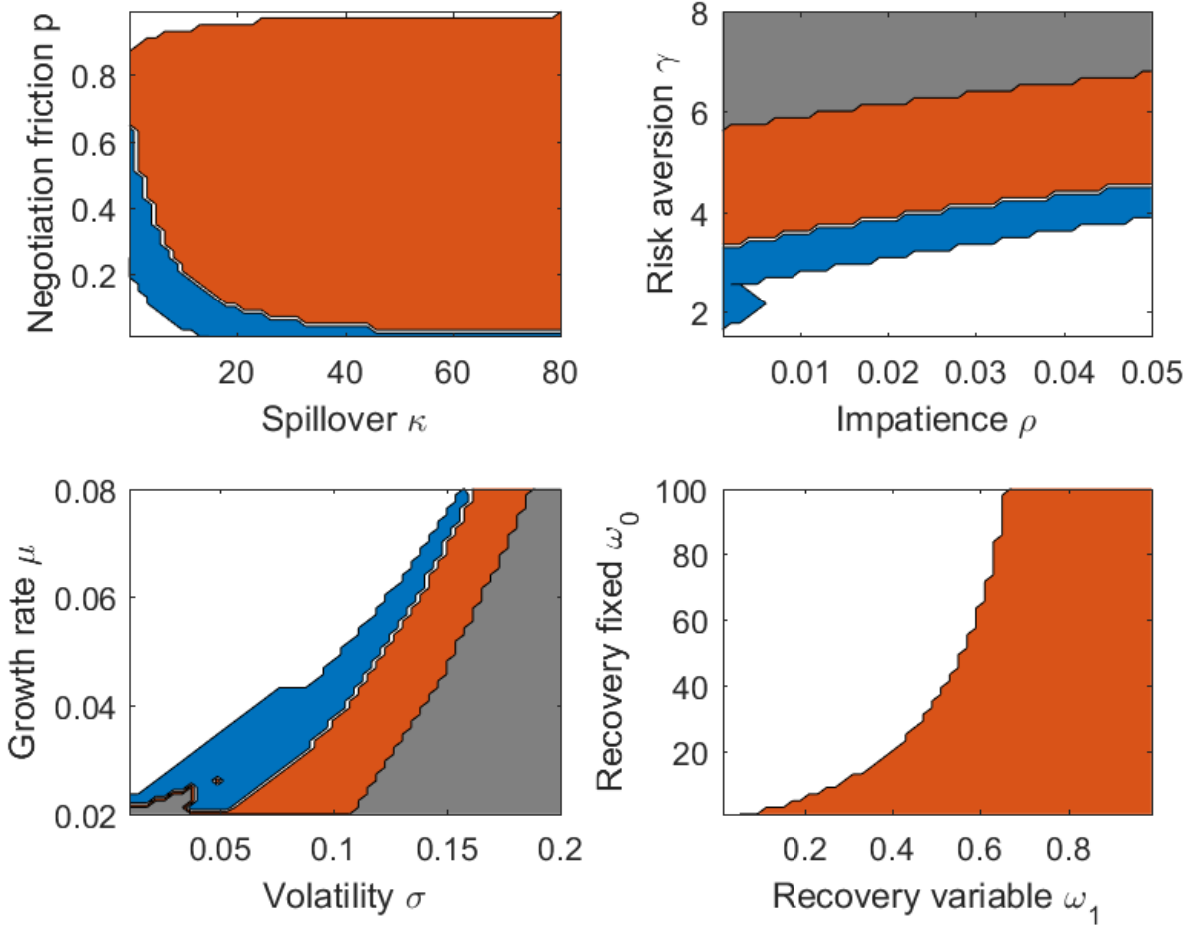 0.8
0.6
0.4
0.2
Negotiation friction p
20 40 60 80
Spillover κ
8
6
4
2
Risk aversion γ
0.01 0.02 0.03 0.04 0.05
Impatience ρ
0.08
0.06
0.04
0.02
Growth rate μ
0.05 0.1 0.15 0.2
Volatility σ
100
80
60
40
20
Recovery fixed ω₀
0.2 0.4 0.6 0.8
Recovery variable ω₁